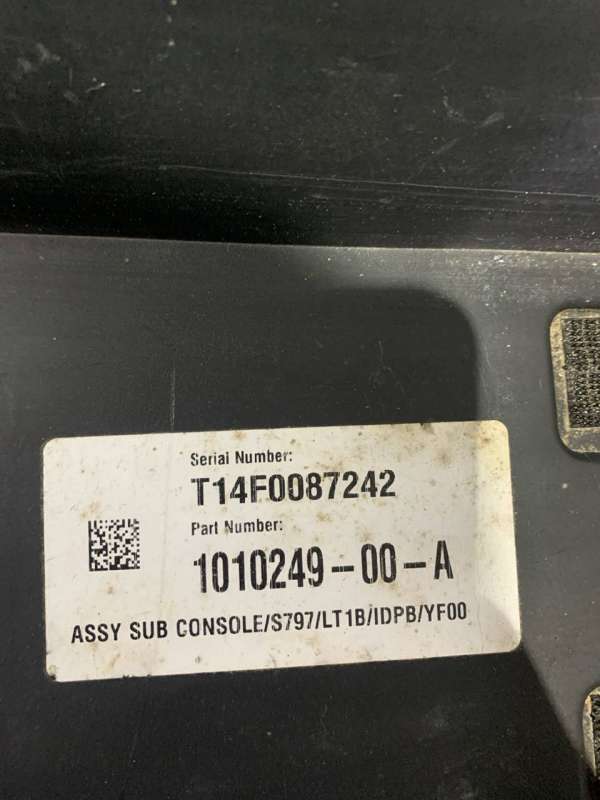 Serial Number:
T14F0087242
Part Number:
1010249-00-A
ASSY SUB CONSOLE/S797/LT1B/IDPB/YF00